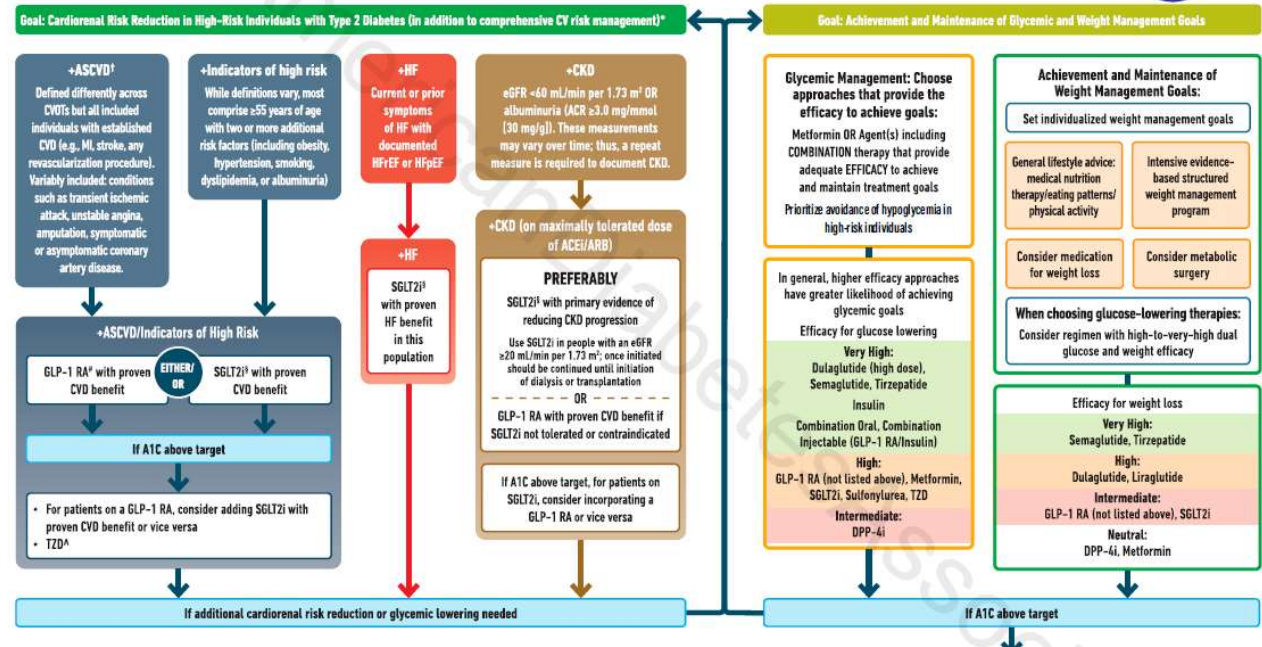 Goal: Cardiorenal Risk Reduction in High-Risk Individuals with Type 2 Diabetes (in addition to comprehensive CV risk management)*
Goal: Achievement and Maintenance of Glycemic and Weight Management Goals
+ASCVD†
Defined differently across
CVOTs but all included
individuals with established
CVD (e.g., MI, stroke, any
revascularization procedure).
Variably included: conditions
such as transient ischemic
attack, unstable angina,
amputation, symptomatic
or asymptomatic coronary
artery disease.
+Indicators of high risk
While definitions vary, most
comprise ≥55 years of age
with two or more additional
risk factors (including obesity,
hypertension, smoking,
dyslipidemia, or albuminuria)
+HF
Current or prior
symptoms
of HF with
documented
HFrEF or HFpEF
+CKD
eGFR <60 mL/min per 1.73 m² OR
albuminuria (ACR ≥3.0 mg/mmol
[30 mg/g]). These measurements
may vary over time; thus, a repeat
measure is required to document CKD.
+ASCVD/Indicators of High Risk
GLP-1 RA# with proven
CVD benefit
EITHER/
OR
SGLT2i§ with proven
CVD benefit
If A1C above target
• For patients on a GLP-1 RA, consider adding SGLT2i with
proven CVD benefit or vice versa
• TZD^
+HF
SGLT2i§
with proven
HF benefit
in this
population
+CKD (on maximally tolerated dose
of ACEi/ARB)
PREFERABLY
SGLT2i§ with primary evidence of
reducing CKD progression
Use SGLT2i in people with an eGFR
≥20 mL/min per 1.73 m²; once initiated
should be continued until initiation
of dialysis or transplantation
OR
GLP-1 RA with proven CVD benefit if
SGLT2i not tolerated or contraindicated
If A1C above target, for patients on
SGLT2i, consider incorporating a
GLP-1 RA or vice versa
If additional cardiorenal risk reduction or glycemic lowering needed
Glycemic Management: Choose
approaches that provide the
efficacy to achieve goals:
Metformin OR Agent(s) including
COMBINATION therapy that provide
adequate EFFICACY to achieve
and maintain treatment goals
Prioritize avoidance of hypoglycemia in
high-risk individuals
In general, higher efficacy approaches
have greater likelihood of achieving
glycemic goals
Efficacy for glucose lowering
Very High:
Dulaglutide (high dose),
Semaglutide, Tirzepatide
Insulin
Combination Oral, Combination
Injectable (GLP-1 RA/Insulin)
High:
GLP-1 RA (not listed above), Metformin,
SGLT2i, Sulfonylurea, TZD
Intermediate:
DPP-4i
Achievement and Maintenance of
Weight Management Goals:
Set individualized weight management goals
General lifestyle advice:
medical nutrition
therapy/eating patterns/
physical activity
Intensive evidence-
based structured
weight management
program
Consider medication
for weight loss
Consider metabolic
surgery
When choosing glucose-lowering therapies:
Consider regimen with high-to-very-high dual
glucose and weight efficacy
Efficacy for weight loss
Very High:
Semaglutide, Tirzepatide
High:
Dulaglutide, Liraglutide
Intermediate:
GLP-1 RA (not listed above), SGLT2i
Neutral:
DPP-4i, Metformin
If A1C above target